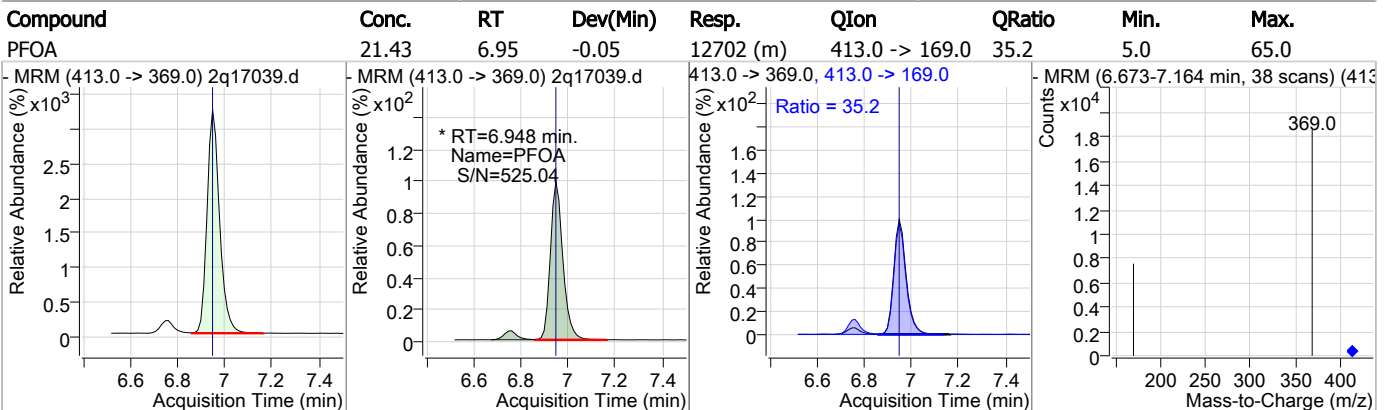 Compound Conc. RT Dev(Min) Resp. QIon QRatio Min. Max.
PFOA 21.43 6.95 -0.05 12702 (m) 413.0 -> 169.0 35.2 5.0 65.0
- MRM (413.0 -> 369.0) 2q17039.d
x10³
Relative Abundance (%)
3
2.5
2
1
0.5
0
6.6 6.8 7 7.2 7.4
Acquisition Time (min)
- MRM (413.0 -> 369.0) 2q17039.d
x10²
Relative Abundance (%)
* RT=6.948 min.
Name=PFOA
S/N=525.04
1.2
1
0.8
0.6
0.4
0.2
0
6.6 6.8 7 7.2 7.4
Acquisition Time (min)
413.0 -> 369.0, 413.0 -> 169.0
x10²
Relative Abundance (%)
Ratio = 35.2
1.6
1.4
1.2
1
0.8
0.6
0.4
0.2
0
6.6 6.8 7 7.2 7.4
Acquisition Time (min)
- MRM (6.673-7.164 min, 38 scans) (413
x10⁴
Counts
369.0
2
1.8
1.6
1.4
1.2
1
0.8
0.6
0.4
0.2
0
200 250 300 350 400
Mass-to-Charge (m/z)